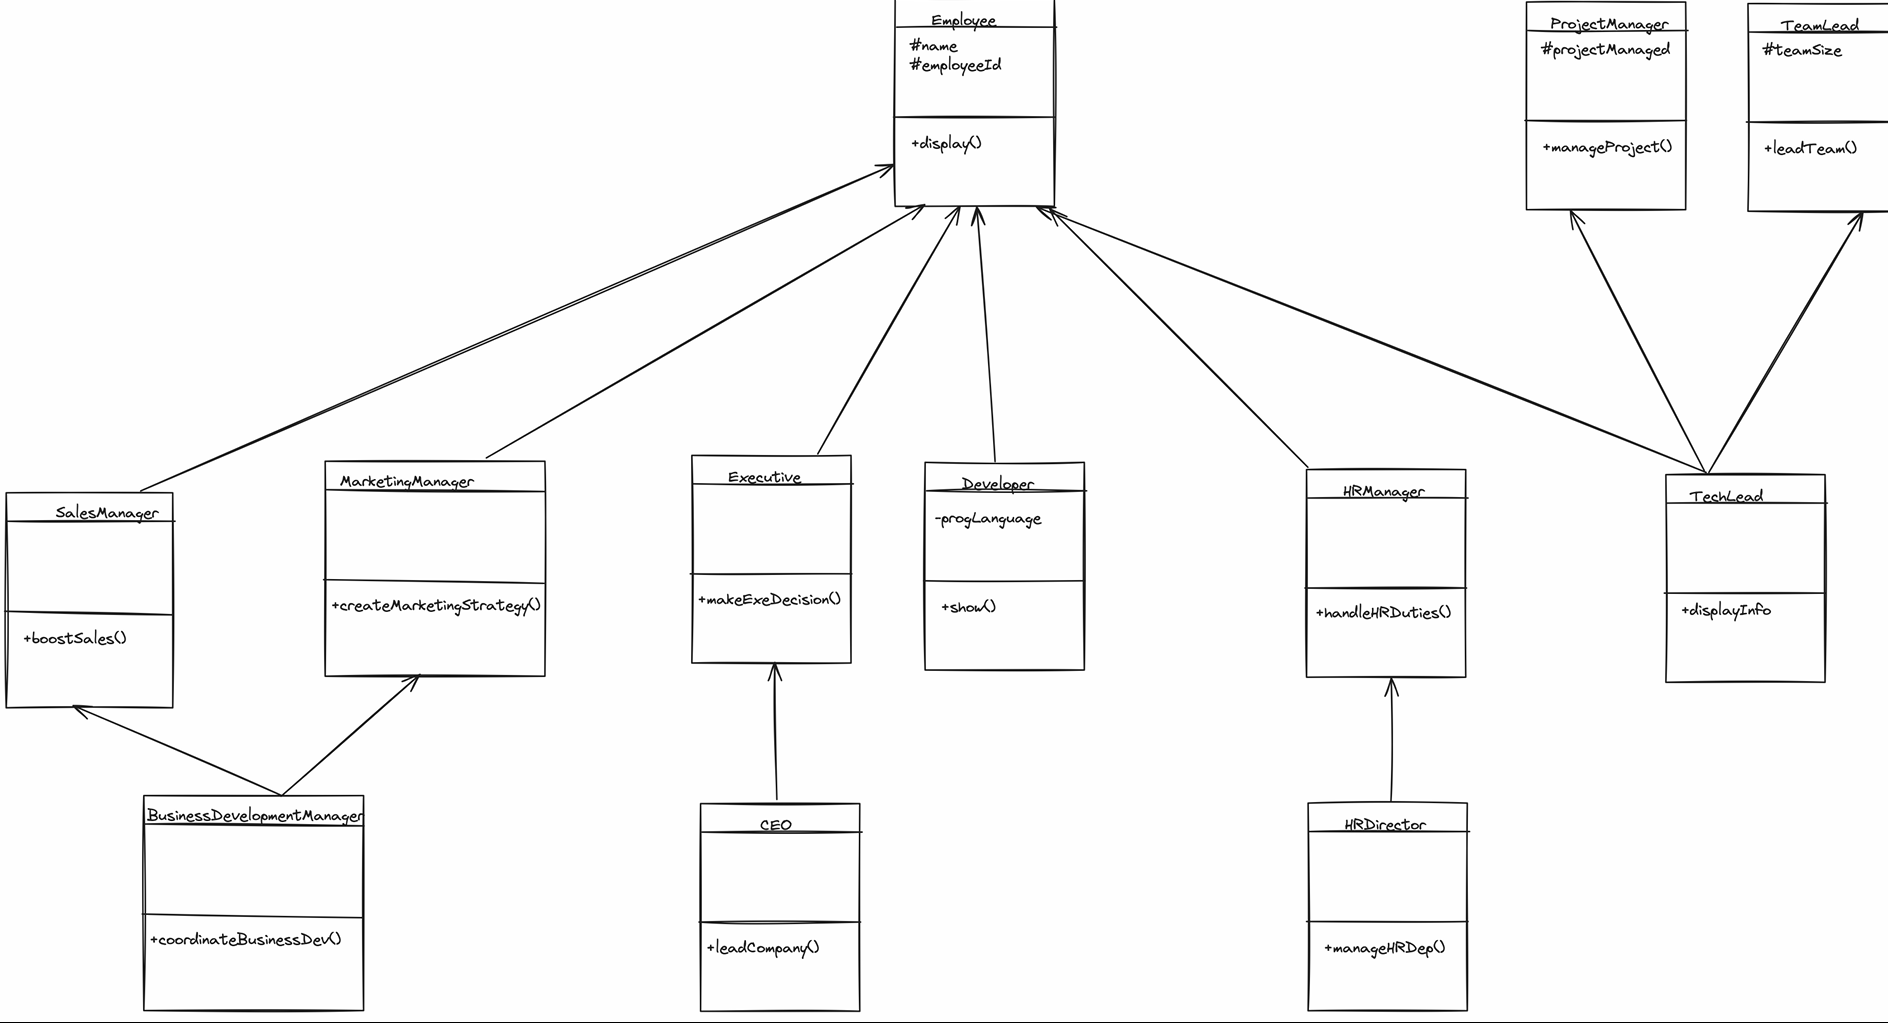 Employee
#name
#employeeId
+display()
ProjectManager
#projectManaged
+manageProject()
TeamLead
#teamSize
+leadTeam()
SalesManager
+boostSales()
MarketingManager
+createMarketingStrategy()
Executive
+makeExeDecision()
Developer
-progLanguage
+show()
HRManager
+handleHRDuties()
TechLead
+displayInfo
BusinessDevelopmentManager
+coordinateBusinessDev()
CEO
+leadCompany()
HRDirector
+manageHRDep()